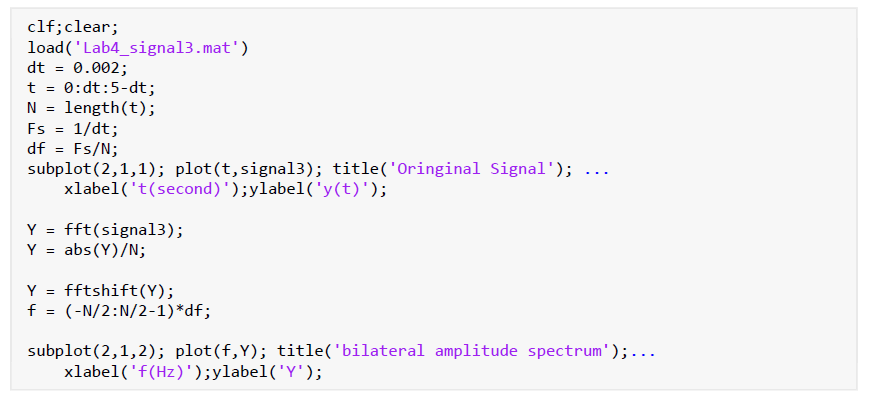 clf;clear;
load('Lab4_signal3.mat')
dt = 0.002;
t = 0:dt:5-dt;
N = length(t);
Fs = 1/dt;
df = Fs/N;
subplot(2,1,1); plot(t,signal3); title('Oringinal Signal'); ...
xlabel('t(second)');ylabel('y(t)');
Y = fft(signal3);
Y = abs(Y)/N;
Y = fftshift(Y);
f = (-N/2:N/2-1)*df;
subplot(2,1,2); plot(f,Y); title('bilateral amplitude spectrum');...
xlabel('f(Hz)');ylabel('Y');